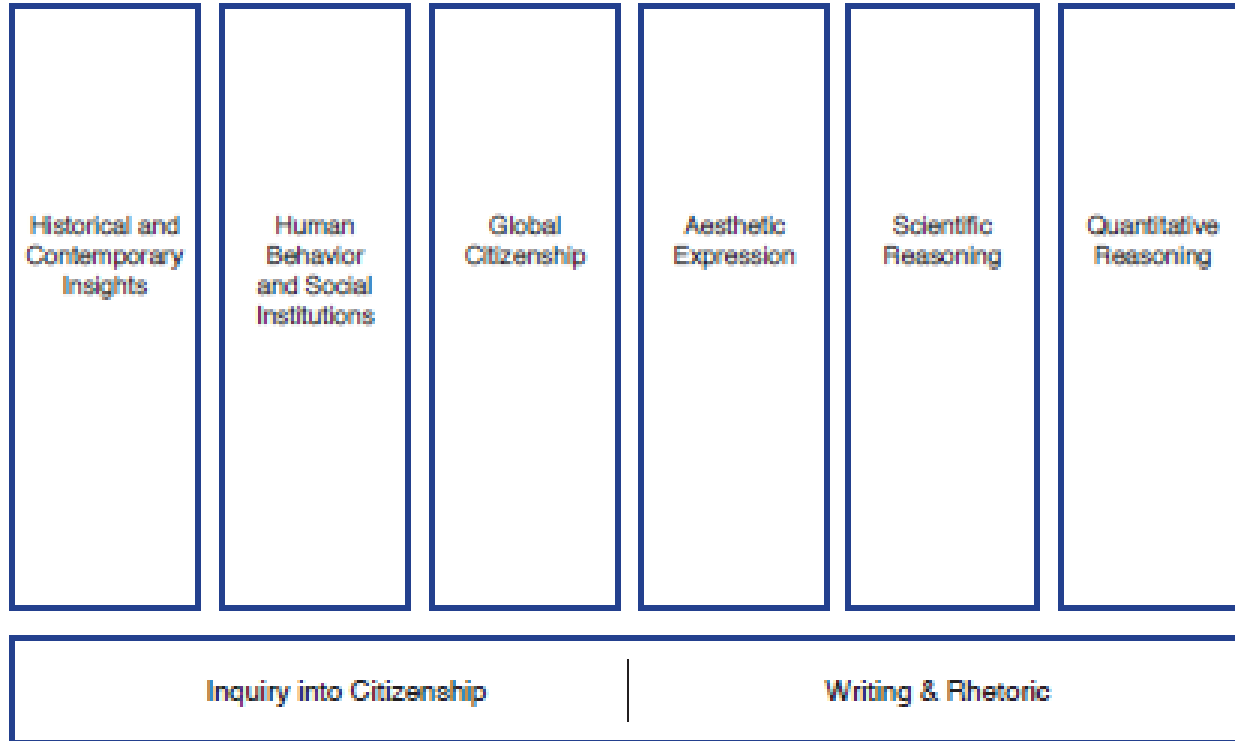 Historical and
Contemporary
Insights
Human
Behavior
and Social
Institutions
Global
Citizenship
Aesthetic
Expression
Scientific
Reasoning
Quantitative
Reasoning
Inquiry into Citizenship
Writing & Rhetoric